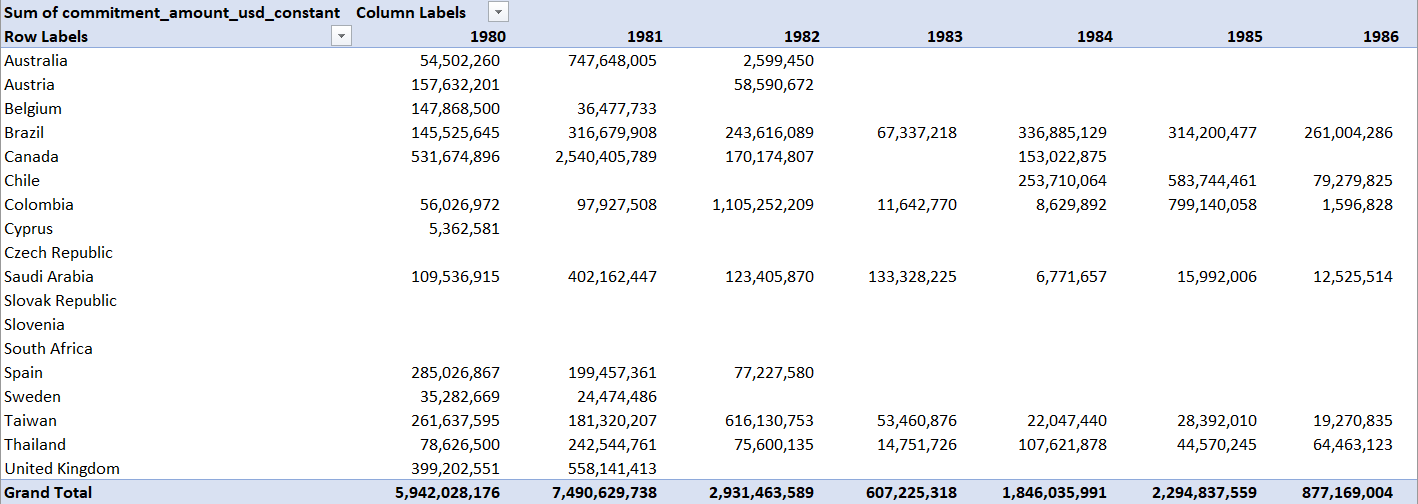 Sum of commitment_amount_usd_constant Column Labels
Row Labels 1980 1981 1982 1983 1984 1985 1986
Australia 54,502,260 747,648,005 2,599,450
Austria 157,632,201 58,590,672
Belgium 147,868,500 36,477,733
Brazil 145,525,645 316,679,908 243,616,089 67,337,218 336,885,129 314,200,477 261,004,286
Canada 531,674,896 2,540,405,789 170,174,807 153,022,875
Chile 253,710,064 583,744,461 79,279,825
Colombia 56,026,972 97,927,508 1,105,252,209 11,642,770 8,629,892 799,140,058 1,596,828
Cyprus 5,362,581
Czech Republic
Saudi Arabia 109,536,915 402,162,447 123,405,870 133,328,225 6,771,657 15,992,006 12,525,514
Slovak Republic
Slovenia
South Africa
Spain 285,026,867 199,457,361 77,227,580
Sweden 35,282,669 24,474,486
Taiwan 261,637,595 181,320,207 616,130,753 53,460,876 22,047,440 28,392,010 19,270,835
Thailand 78,626,500 242,544,761 75,600,135 14,751,726 107,621,878 44,570,245 64,463,123
United Kingdom 399,202,551 558,141,413
Grand Total 5,942,028,176 7,490,629,738 2,931,463,589 607,225,318 1,846,035,991 2,294,837,559 877,169,004